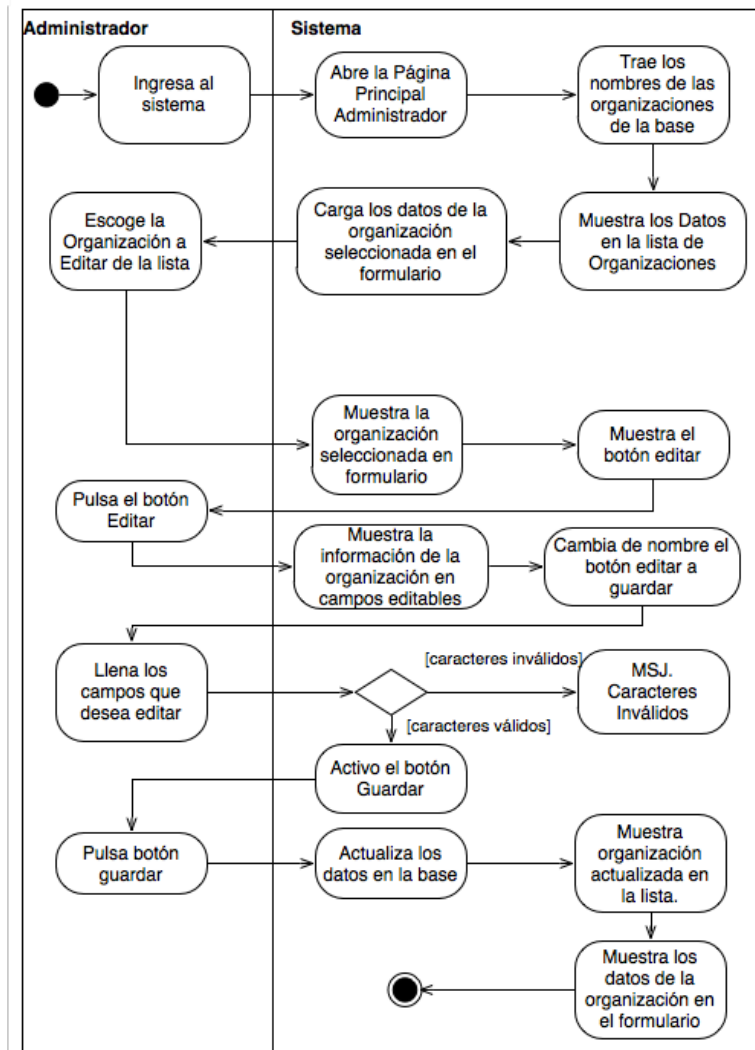 Administrador
Sistema
Ingresa al
sistema
Abre la Página
Principal
Administrador
Trae los
nombres de las
organizaciones
de la base
Escoge la
Organización a
Editar de la lista
Carga los datos de la
organización
seleccionada en el
formulario
Muestra los Datos
en la lista de
Organizaciones
Muestra la
organización
seleccionada en
formulario
Muestra el
botón editar
Pulsa el botón
Editar
Muestra la
información de la
organización en
campos editables
Cambia de nombre el
botón editar a
guardar
Llena los
campos que
desea editar
[caracteres inválidos]
MSJ.
Caracteres
Inválidos
[caracteres válidos]
Activo el botón
Guardar
Pulsa botón
guardar
Actualiza los
datos en la base
Muestra
organización
actualizada en
la lista.
Muestra los
datos de la
organización en
el formulario